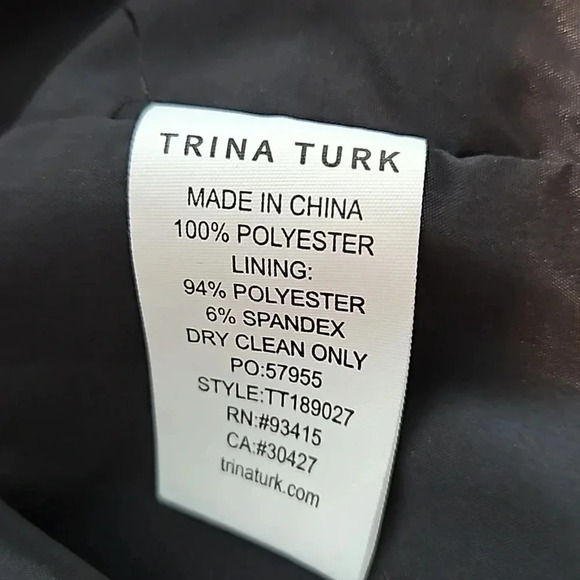 TRINA TURK
MADE IN CHINA
100% POLYESTER
LINING:
94% POLYESTER
6% SPANDEX
DRY CLEAN ONLY
PO:57955
STYLE:TT189027
RN:#93415
CA:#30427
trinaturk.com